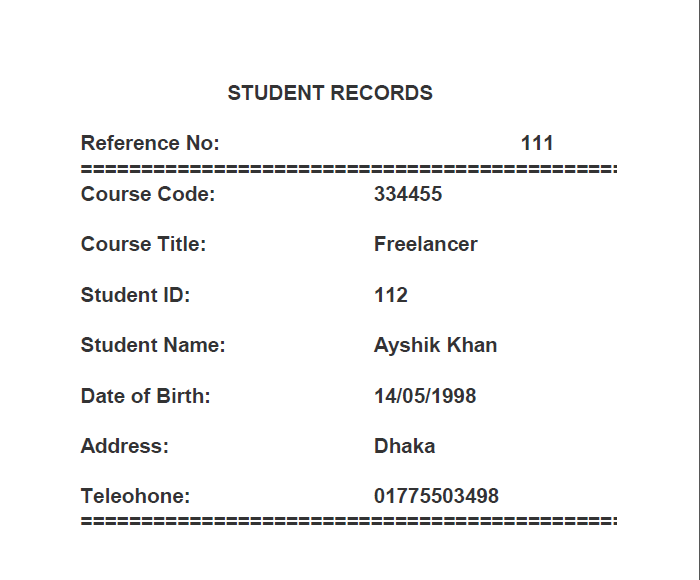 STUDENT RECORDS
Reference No: 111
=============================================
Course Code: 334455
Course Title: Freelancer
Student ID: 112
Student Name: Ayshik Khan
Date of Birth: 14/05/1998
Address: Dhaka
Teleohone: 01775503498
=============================================